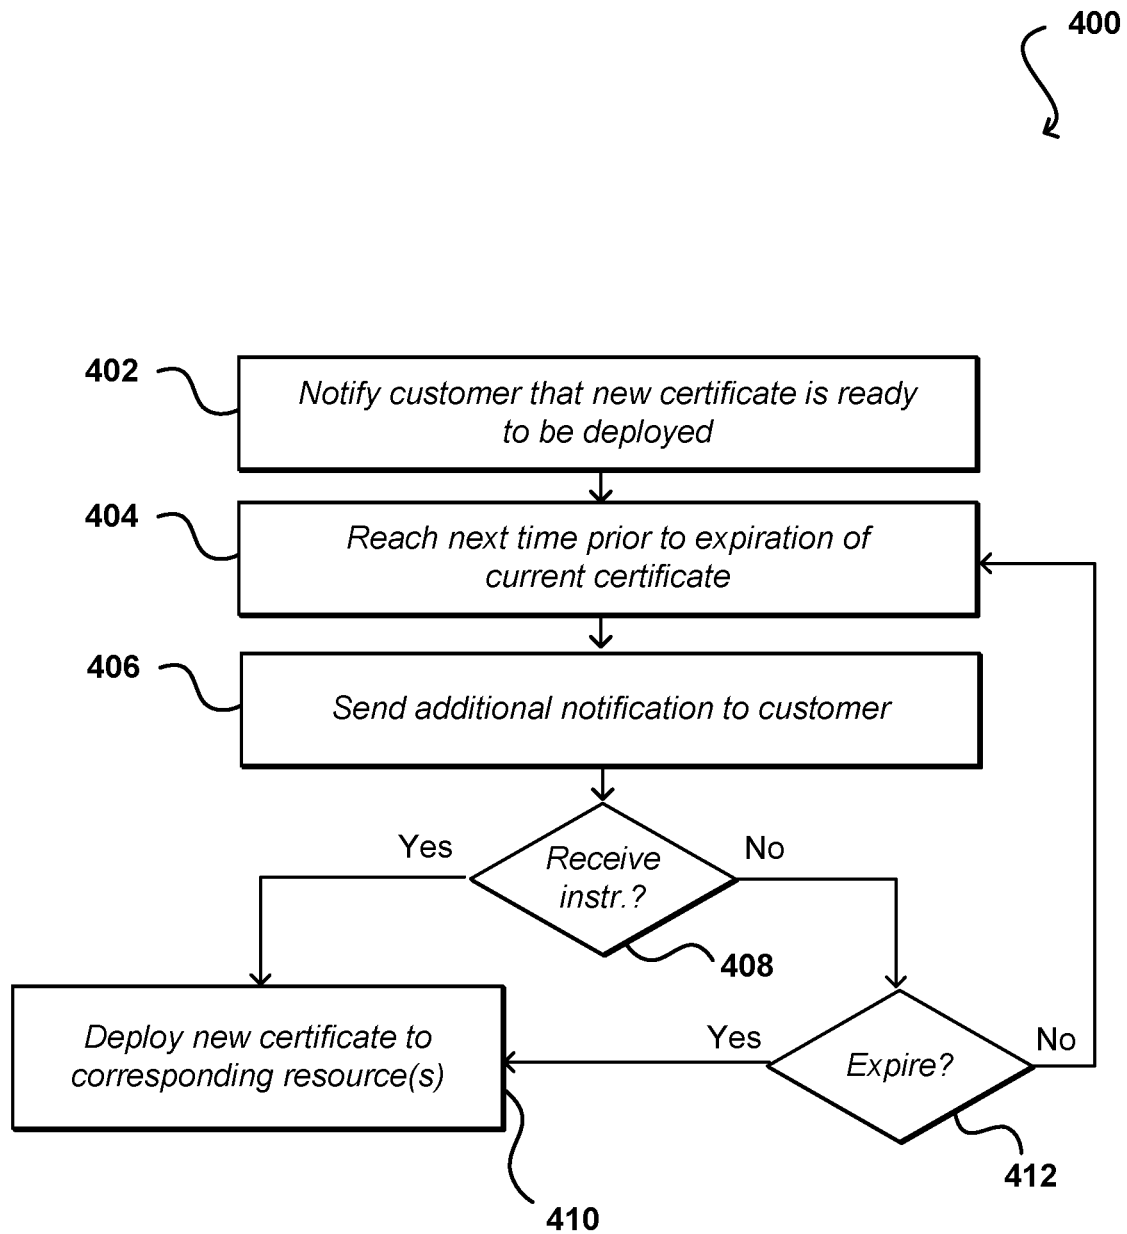 400
402
Notify customer that new certificate is ready
to be deployed
404
Reach next time prior to expiration of
current certificate
406
Send additional notification to customer
Yes
No
Receive
instr.?
408
Deploy new certificate to
corresponding resource(s)
Yes
No
Expire?
412
410